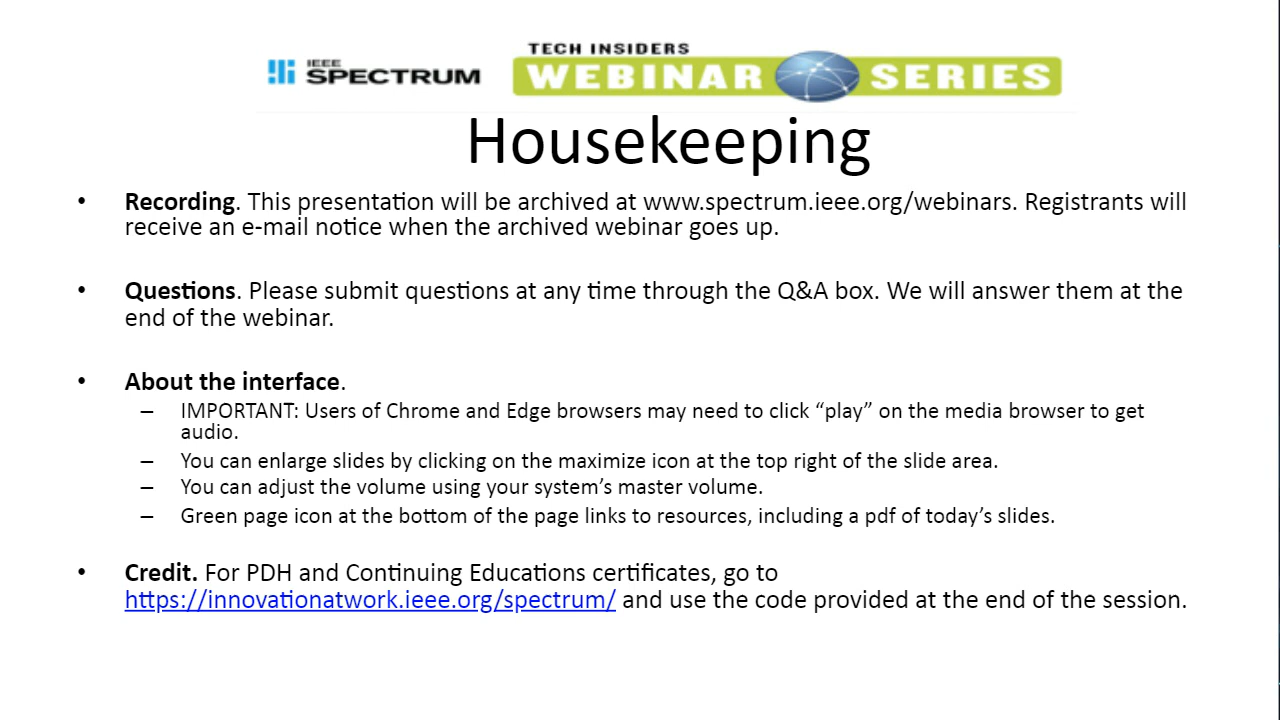 IEEE
SPECTRUM
TECH INSIDERS
WEBINAR SERIES
Housekeeping
• Recording. This presentation will be archived at www.spectrum.ieee.org/webinars. Registrants will
receive an e-mail notice when the archived webinar goes up.
• Questions. Please submit questions at any time through the Q&A box. We will answer them at the
end of the webinar.
• About the interface.
– IMPORTANT: Users of Chrome and Edge browsers may need to click “play” on the media browser to get
audio.
– You can enlarge slides by clicking on the maximize icon at the top right of the slide area.
– You can adjust the volume using your system’s master volume.
– Green page icon at the bottom of the page links to resources, including a pdf of today’s slides.
• Credit. For PDH and Continuing Educations certificates, go to
https://innovationatwork.ieee.org/spectrum/ and use the code provided at the end of the session.